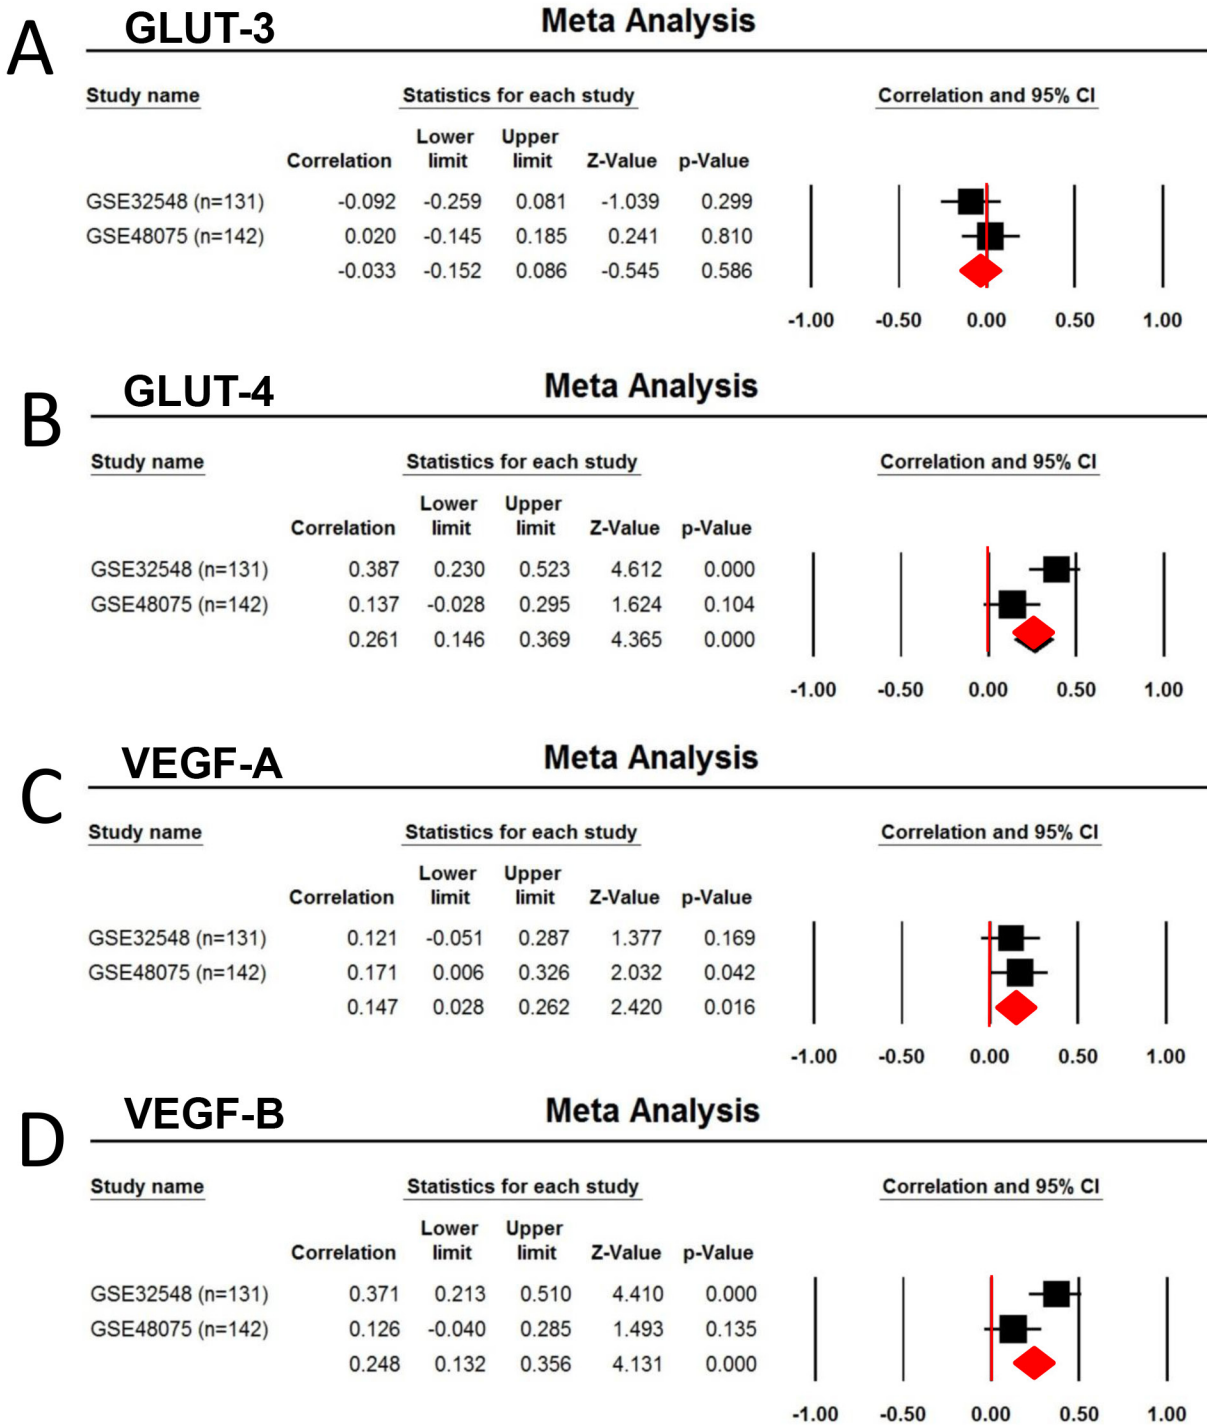 A GLUT-3 Meta Analysis
Study name Statistics for each study Correlation and 95% CI
Lower Upper
Correlation limit limit Z-Value p-Value
GSE32548 (n=131) -0.092 -0.259 0.081 -1.039 0.299
GSE48075 (n=142) 0.020 -0.145 0.185 0.241 0.810
-0.033 -0.152 0.086 -0.545 0.586
-1.00 -0.50 0.00 0.50 1.00
B GLUT-4 Meta Analysis
Study name Statistics for each study Correlation and 95% CI
Lower Upper
Correlation limit limit Z-Value p-Value
GSE32548 (n=131) 0.387 0.230 0.523 4.612 0.000
GSE48075 (n=142) 0.137 -0.028 0.295 1.624 0.104
0.261 0.146 0.369 4.365 0.000
-1.00 -0.50 0.00 0.50 1.00
C VEGF-A Meta Analysis
Study name Statistics for each study Correlation and 95% CI
Lower Upper
Correlation limit limit Z-Value p-Value
GSE32548 (n=131) 0.121 -0.051 0.287 1.377 0.169
GSE48075 (n=142) 0.171 0.006 0.326 2.032 0.042
0.147 0.028 0.262 2.420 0.016
-1.00 -0.50 0.00 0.50 1.00
D VEGF-B Meta Analysis
Study name Statistics for each study Correlation and 95% CI
Lower Upper
Correlation limit limit Z-Value p-Value
GSE32548 (n=131) 0.371 0.213 0.510 4.410 0.000
GSE48075 (n=142) 0.126 -0.040 0.285 1.493 0.135
0.248 0.132 0.356 4.131 0.000
-1.00 -0.50 0.00 0.50 1.00